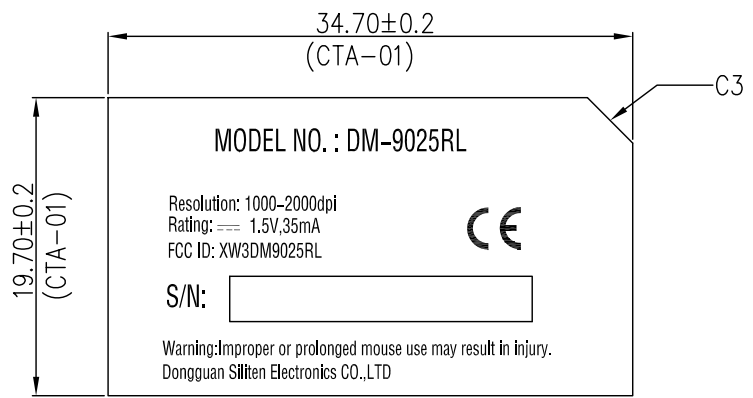 34.70±0.2
(CTA-01)
C3
19.70±0.2
(CTA-01)
MODEL NO. : DM-9025RL
Resolution: 1000-2000dpi
Rating: ⎓ 1.5V,35mA
FCC ID: XW3DM9025RL
CE
S/N:
Warning:Improper or prolonged mouse use may result in injury.
Dongguan Siliten Electronics CO.,LTD